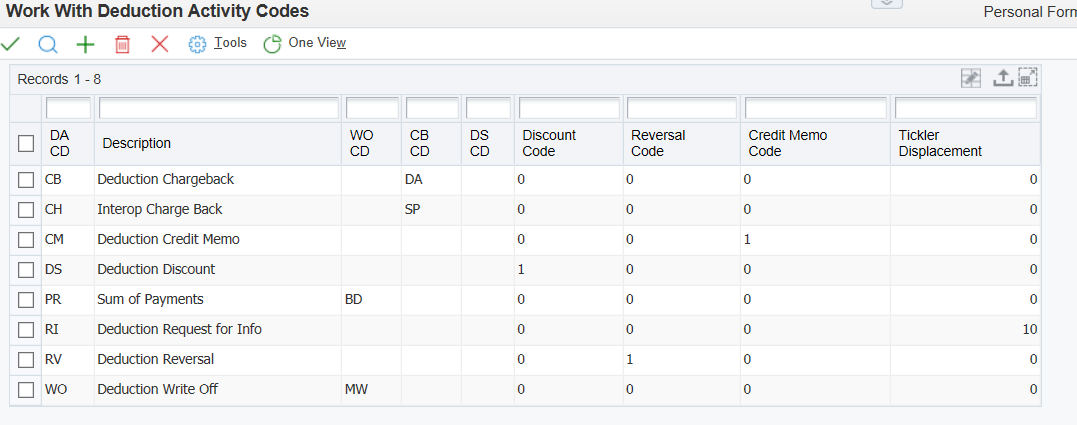 Work With Deduction Activity Codes
Personal Form
Tools One View
Records 1 - 8
DA CD Description WO CD CB CD DS CD Discount Code Reversal Code Credit Memo Code Tickler Displacement
CB Deduction Chargeback DA 0 0 0 0
CH Interop Charge Back SP 0 0 0 0
CM Deduction Credit Memo 0 0 1 0
DS Deduction Discount 1 0 0 0
PR Sum of Payments BD 0 0 0 0
RI Deduction Request for Info 0 0 0 10
RV Deduction Reversal 0 1 0 0
WO Deduction Write Off MW 0 0 0 0